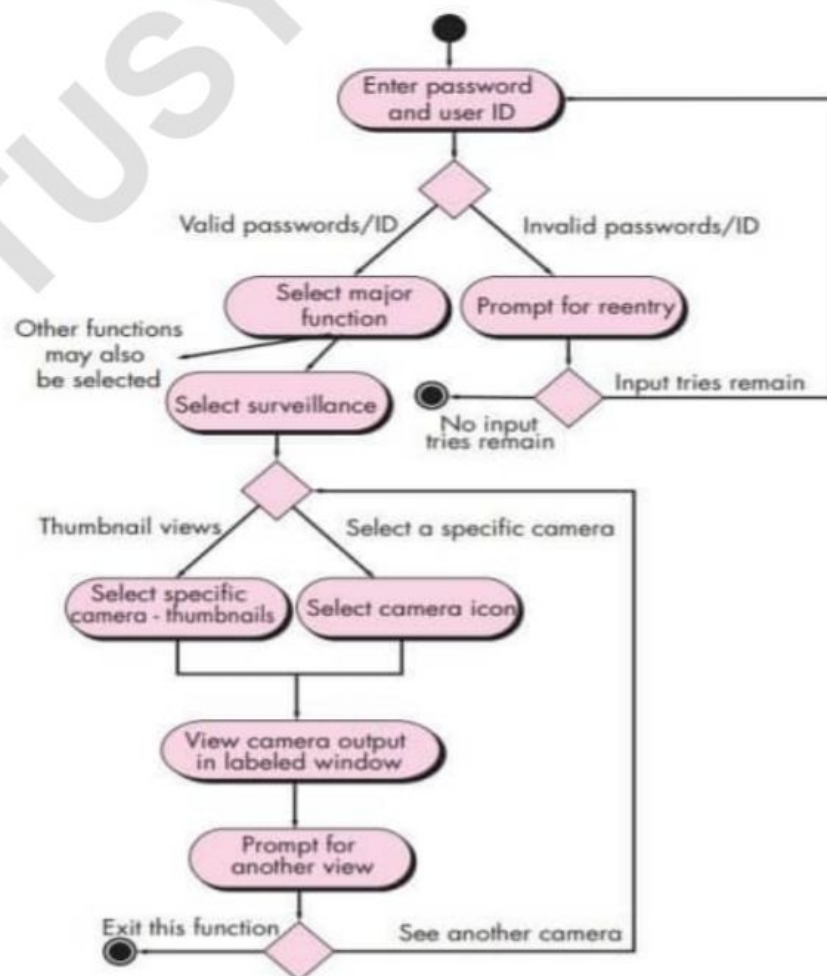 TUSY
Enter password
and user ID
Valid passwords/ID
Invalid passwords/ID
Select major
function
Prompt for reentry
Other functions
may also
be selected
Input tries remain
No input
tries remain
Select surveillance
Thumbnail views
Select a specific camera
Select specific
camera - thumbnails
Select camera icon
View camera output
in labeled window
Prompt for
another view
Exit this function
See another camera